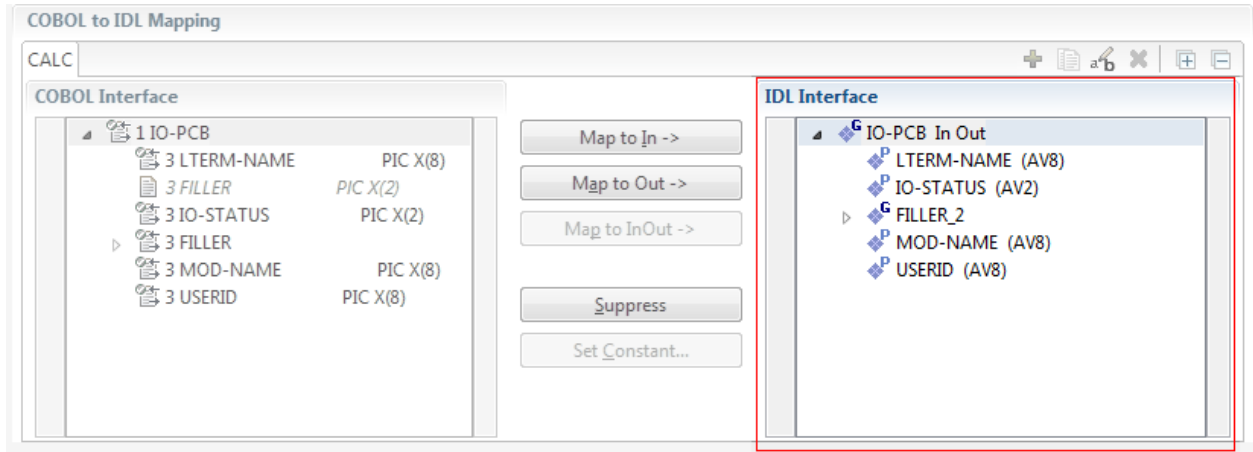 COBOL to IDL Mapping
CALC
COBOL Interface
1 IO-PCB
3 LTERM-NAME PIC X(8)
3 FILLER PIC X(2)
3 IO-STATUS PIC X(2)
3 FILLER
3 MOD-NAME PIC X(8)
3 USERID PIC X(8)
Map to In ->
Map to Out ->
Map to InOut ->
Suppress
Set Constant...
IDL Interface
G IO-PCB In Out
P LTERM-NAME (AV8)
P IO-STATUS (AV2)
G FILLER_2
P MOD-NAME (AV8)
P USERID (AV8)